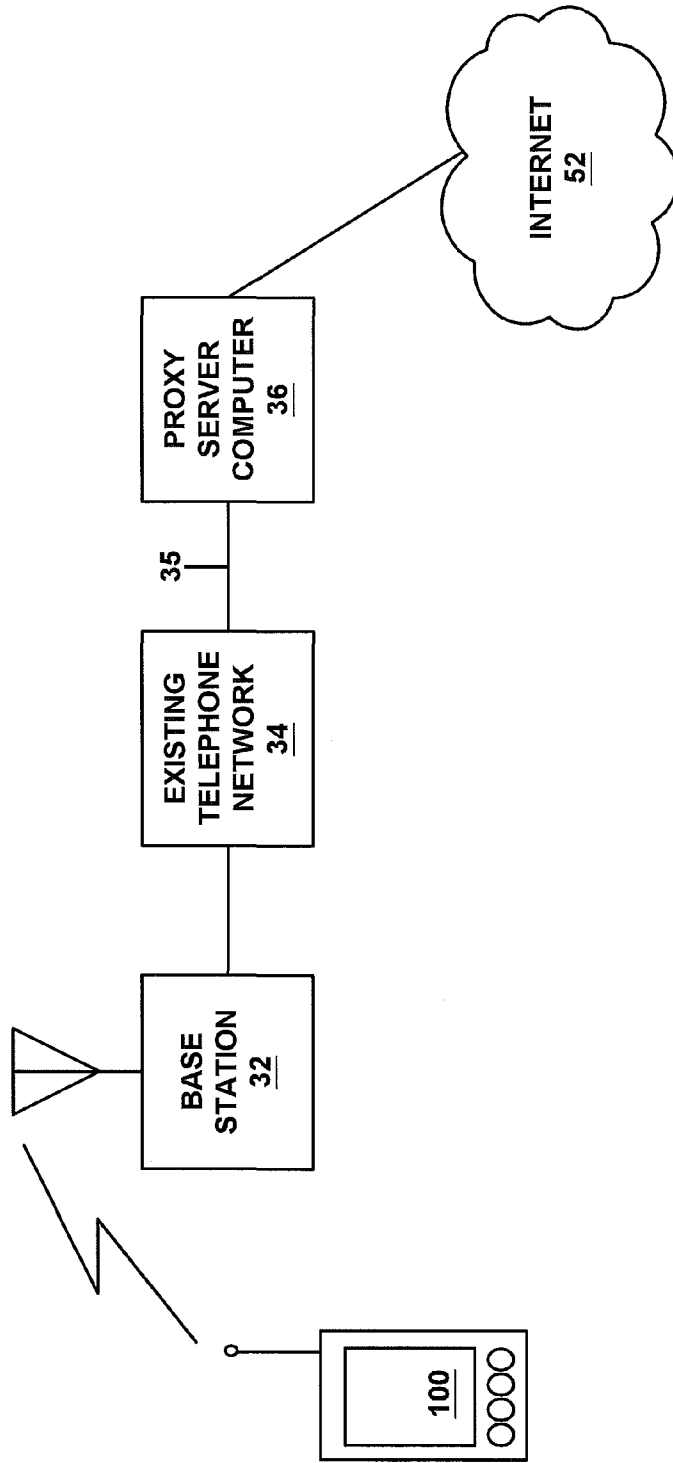 100
BASE
STATION
32
EXISTING
TELEPHONE
NETWORK
34
35
PROXY
SERVER
COMPUTER
36
INTERNET
52